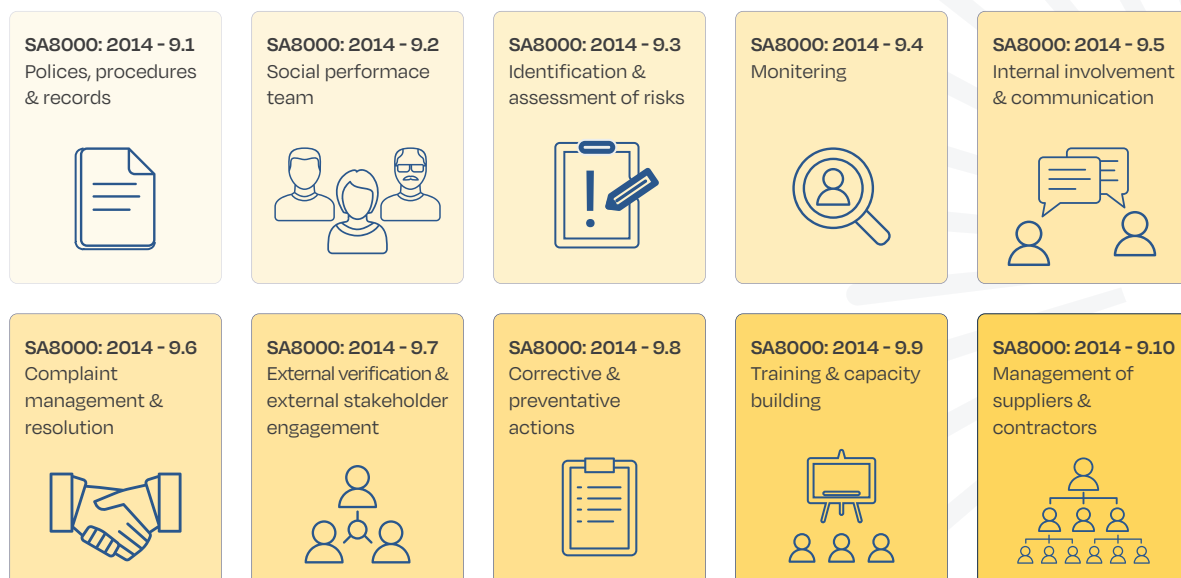 SA8000: 2014 - 9.1
Polices, procedures
& records
SA8000: 2014 - 9.2
Social performace
team
SA8000: 2014 - 9.3
Identification &
assessment of risks
SA8000: 2014 - 9.4
Monitering
SA8000: 2014 - 9.5
Internal involvement
& communication
SA8000: 2014 - 9.6
Complaint
management &
resolution
SA8000: 2014 - 9.7
External verification &
external stakeholder
engagement
SA8000: 2014 - 9.8
Corrective &
preventative
actions
SA8000: 2014 - 9.9
Training & capacity
building
SA8000: 2014 - 9.10
Management of
suppliers &
contractors